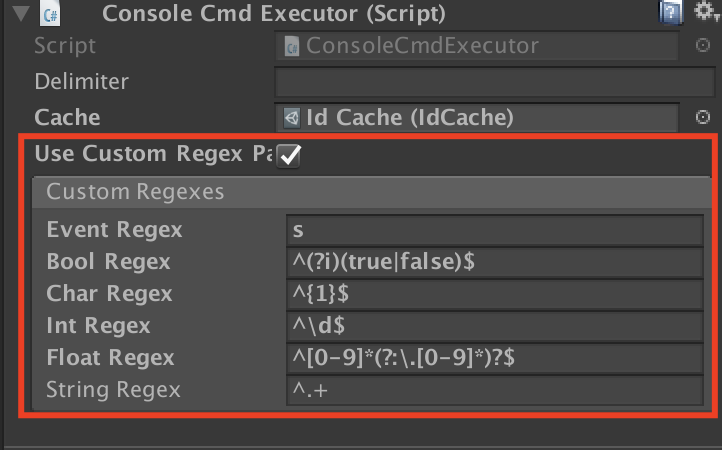 Console Cmd Executor (Script)
Script ConsoleCmdExecutor
Delimiter
Cache Id Cache (IdCache)
Use Custom Regex Pa
Custom Regexes
Event Regex s
Bool Regex ^(?i)(true|false)$
Char Regex ^{1}$
Int Regex ^\d$
Float Regex ^[0-9]*(?:\.[0-9]*)?$
String Regex ^.+